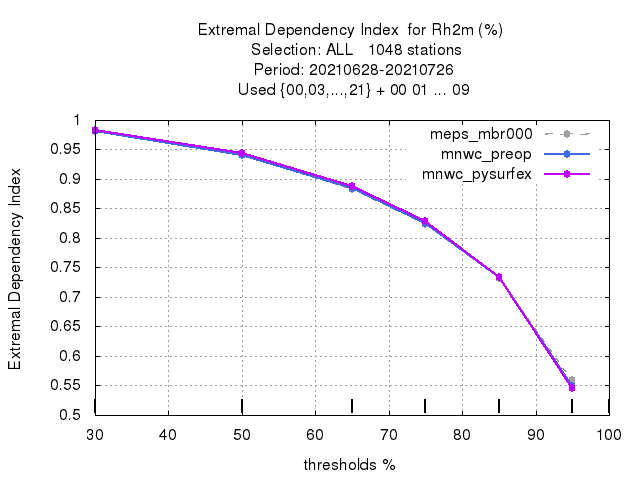 Extremal Dependency Index  for Rh2m (%)
Selection: ALL   1048 stations
Period: 20210628-20210726
Used {00,03,...,21} + 00 01 ... 09
meps_mbr000
mnwc_preop
mnwc_pysurfex
Extremal Dependency Index
1
0.95
0.9
0.85
0.8
0.75
0.7
0.65
0.6
0.55
0.5
30 40 50 60 70 80 90 100
thresholds %